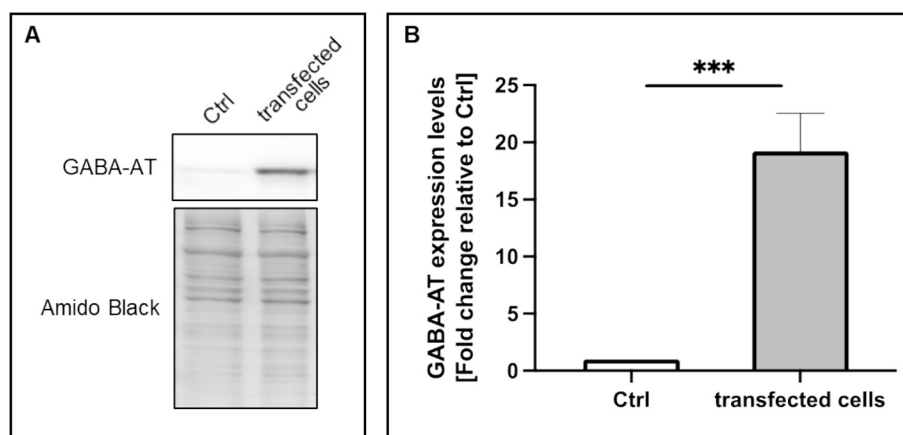 A
Ctrl
transfected
cells
GABA-AT
Amido Black
B
***
GABA-AT expression levels
[Fold change relative to Ctrl]
25
20
15
10
5
0
Ctrl
transfected cells